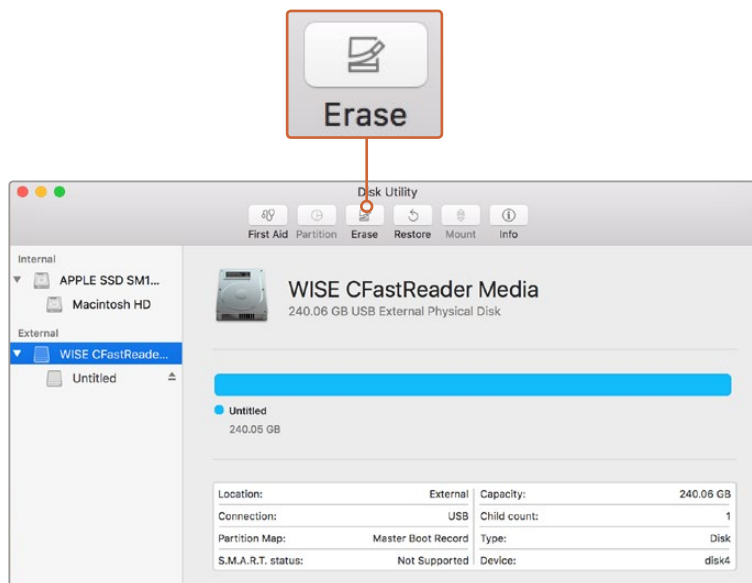 Erase
Disk Utility
First Aid Partition Erase Restore Mount Info
Internal
APPLE SSD SM1...
Macintosh HD
External
WISE CFastReade...
Untitled
WISE CFastReader Media
240.06 GB USB External Physical Disk
Untitled
240.05 GB
Location: External Capacity: 240.06 GB
Connection: USB Child count: 1
Partition Map: Master Boot Record Type: Disk
S.M.A.R.T. status: Not Supported Device: disk4